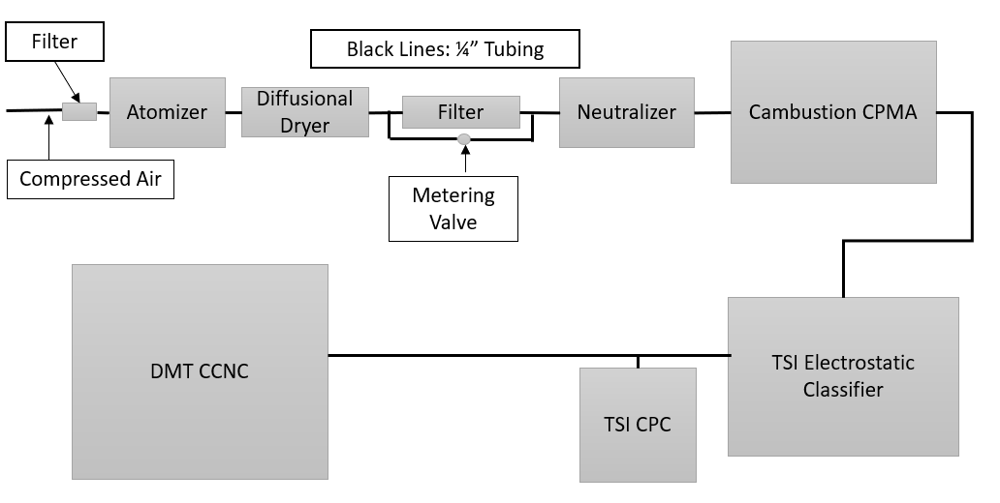 Filter
Black Lines: ¼” Tubing
Atomizer
Diffusional
Dryer
Filter
Neutralizer
Cambustion CPMA
Compressed Air
Metering
Valve
DMT CCNC
TSI Electrostatic
Classifier
TSI CPC